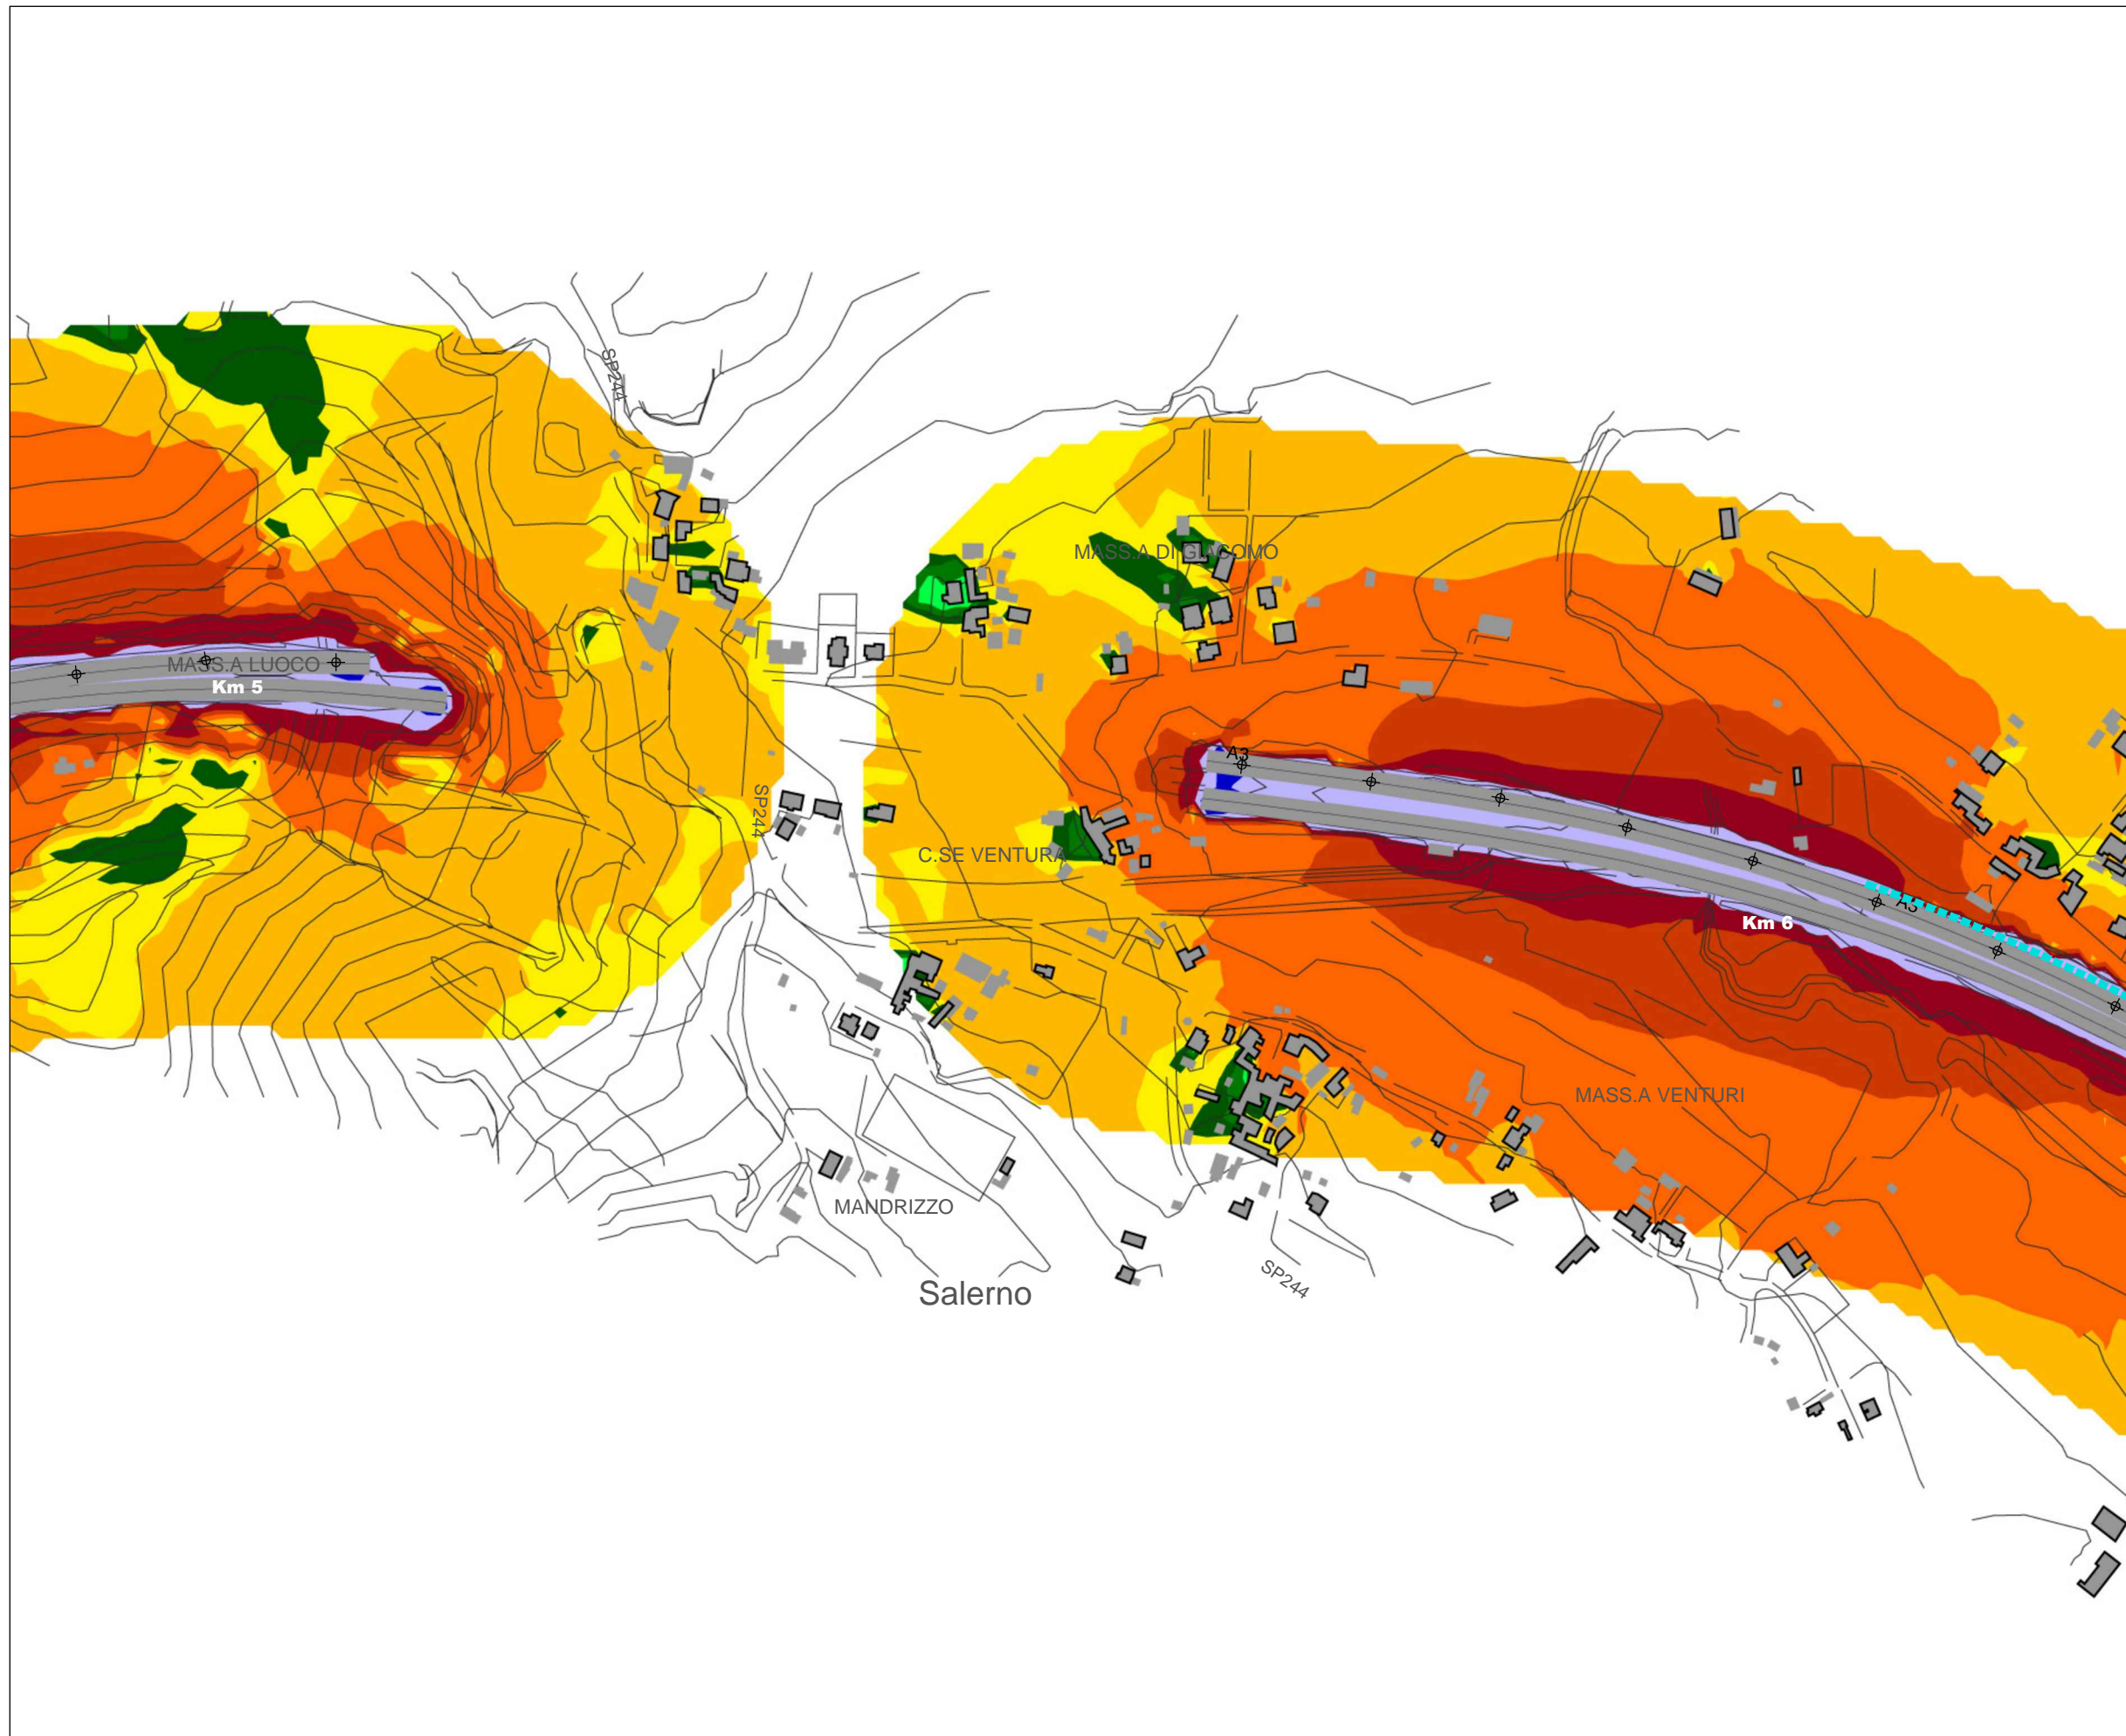 SP244
MASS.A DI GIACOMO
MASS.A LUOCO
Km 5
A3
SP244
C.SE VENTURA
A3
Km 6
MASS.A VENTURI
MANDRIZZO
SP244
Salerno